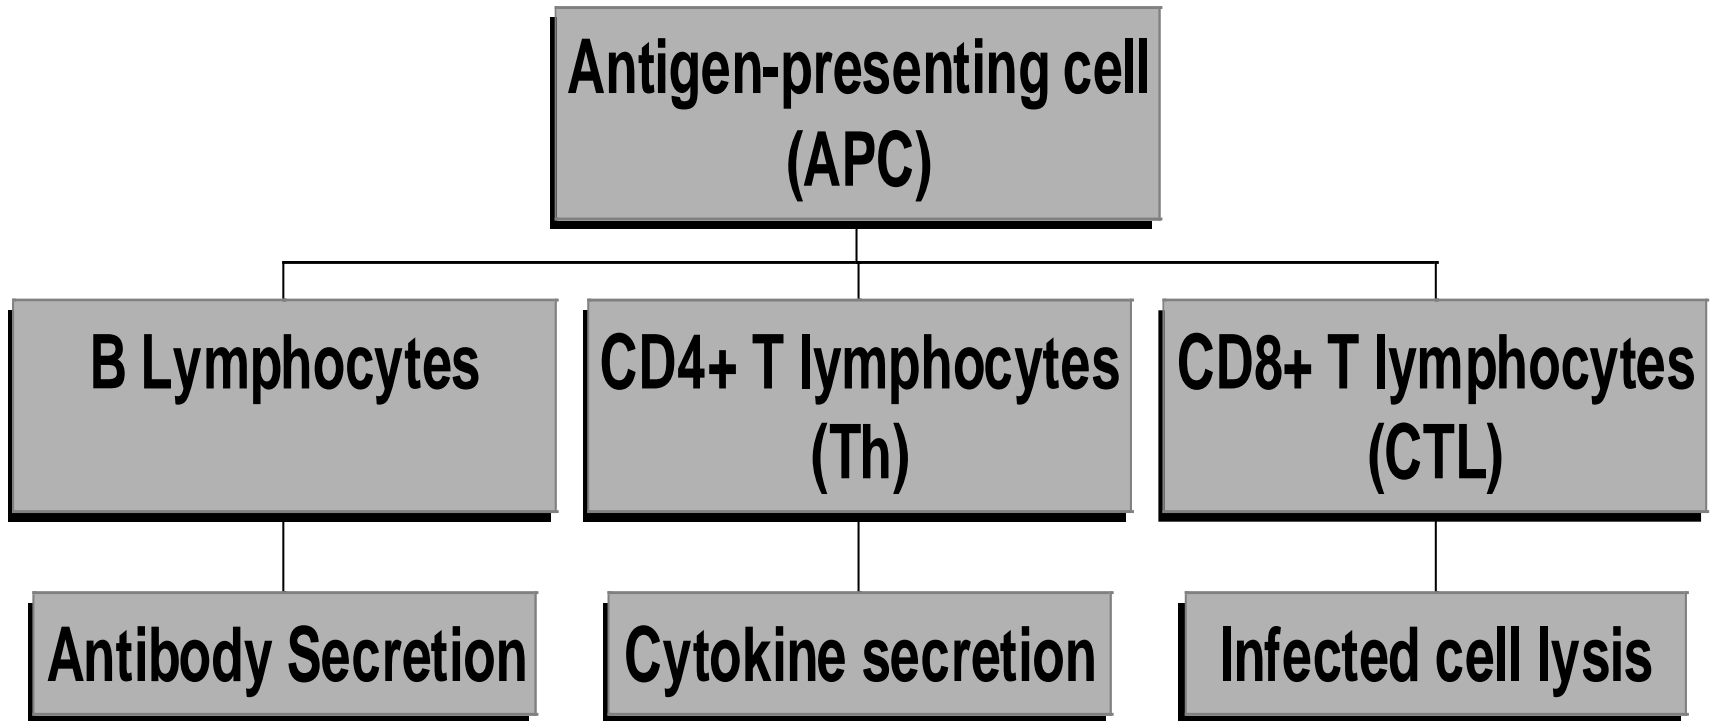 Antigen-presenting cell
(APC)
B Lymphocytes
CD4+ T lymphocytes
(Th)
CD8+ T lymphocytes
(CTL)
Antibody Secretion
Cytokine secretion
Infected cell lysis